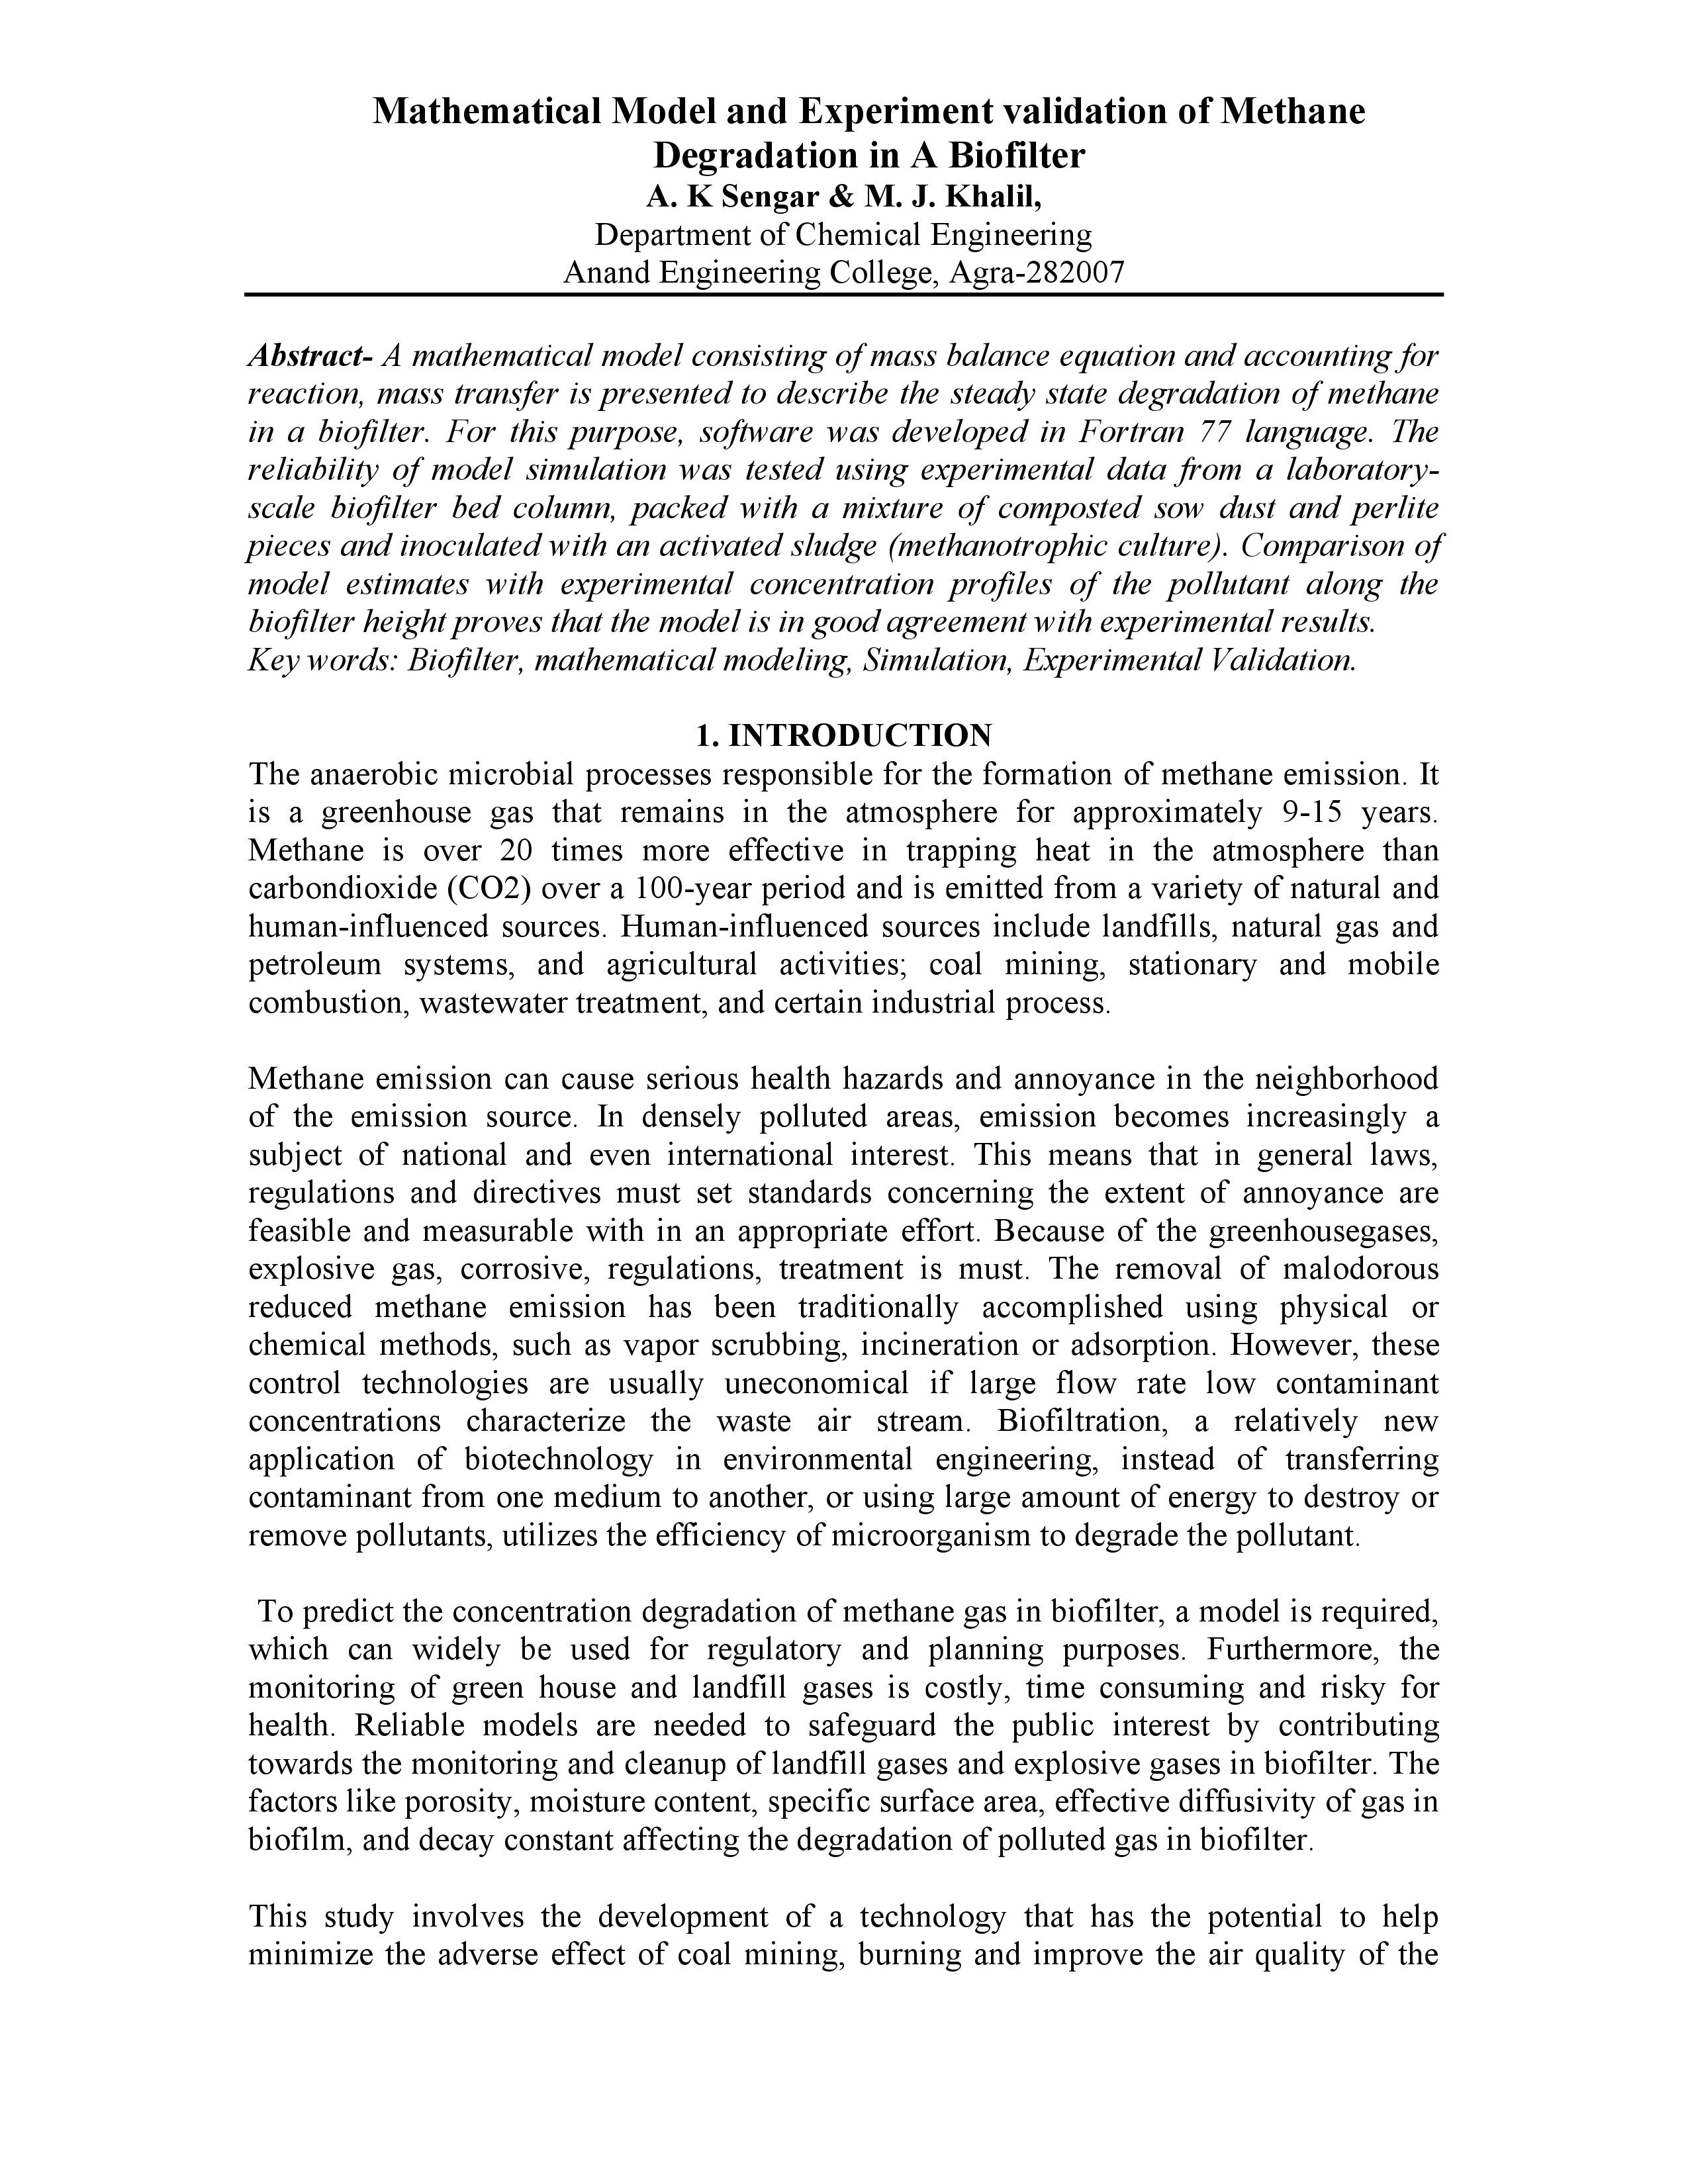 Mathematical Model and Experiment validation of Methane
Degradation in A Biofilter
A. K Sengar & M. J. Khalil,
Department of Chemical Engineering
Anand Engineering College, Agra-282007
Abstract- A mathematical model consisting of mass balance equation and accounting for
reaction, mass transfer is presented to describe the steady state degradation of methane
in a biofilter. For this purpose, software was developed in Fortran 77 language. The
reliability of model simulation was tested using experimental data from a laboratory-
scale biofilter bed column, packed with a mixture of composted sow dust and perlite
pieces and inoculated with an activated sludge (methanotrophic culture). Comparison of
model estimates with experimental concentration profiles of the pollutant along the
biofilter height proves that the model is in good agreement with experimental results.
Key words: Biofilter, mathematical modeling, Simulation, Experimental Validation.
1. INTRODUCTION
The anaerobic microbial processes responsible for the formation of methane emission. It
is a greenhouse gas that remains in the atmosphere for approximately 9-15 years.
Methane is over 20 times more effective in trapping heat in the atmosphere than
carbondioxide (CO2) over a 100-year period and is emitted from a variety of natural and
human-influenced sources. Human-influenced sources include landfills, natural gas and
petroleum systems, and agricultural activities; coal mining, stationary and mobile
combustion, wastewater treatment, and certain industrial process.
Methane emission can cause serious health hazards and annoyance in the neighborhood
of the emission source. In densely polluted areas, emission becomes increasingly a
subject of national and even international interest. This means that in general laws,
regulations and directives must set standards concerning the extent of annoyance are
feasible and measurable with in an appropriate effort. Because of the greenhousegases,
explosive gas, corrosive, regulations, treatment is must. The removal of malodorous
reduced methane emission has been traditionally accomplished using physical or
chemical methods, such as vapor scrubbing, incineration or adsorption. However, these
control technologies are usually uneconomical if large flow rate low contaminant
concentrations characterize the waste air stream. Biofiltration, a relatively new
application of biotechnology in environmental engineering, instead of transferring
contaminant from one medium to another, or using large amount of energy to destroy or
remove pollutants, utilizes the efficiency of microorganism to degrade the pollutant.
To predict the concentration degradation of methane gas in biofilter, a model is required,
which can widely be used for regulatory and planning purposes. Furthermore, the
monitoring of green house and landfill gases is costly, time consuming and risky for
health. Reliable models are needed to safeguard the public interest by contributing
towards the monitoring and cleanup of landfill gases and explosive gases in biofilter. The
factors like porosity, moisture content, specific surface area, effective diffusivity of gas in
biofilm, and decay constant affecting the degradation of polluted gas in biofilter.
This study involves the development of a technology that has the potential to help
minimize the adverse effect of coal mining, burning and improve the air quality of the